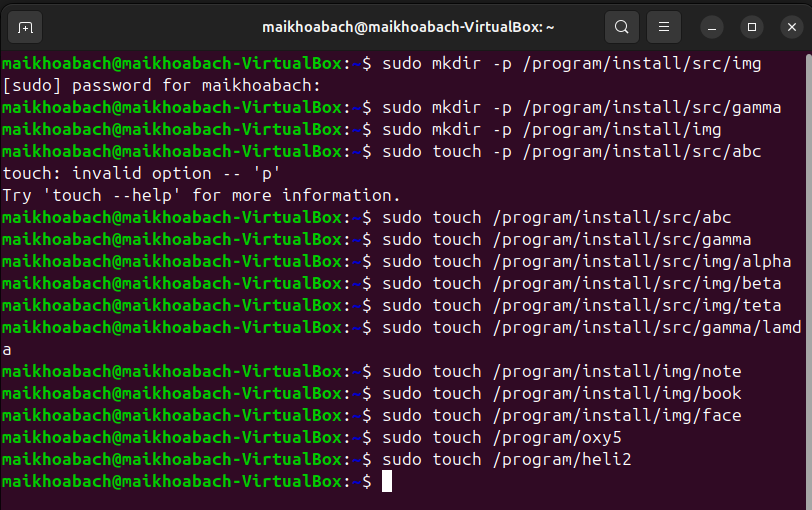 maikhoabach@maikhoabach-VirtualBox: ~
maikhoabach@maikhoabach-VirtualBox:~$ sudo mkdir -p /program/install/src/img
[sudo] password for maikhoabach:
maikhoabach@maikhoabach-VirtualBox:~$ sudo mkdir -p /program/install/src/gamma
maikhoabach@maikhoabach-VirtualBox:~$ sudo mkdir -p /program/install/img
maikhoabach@maikhoabach-VirtualBox:~$ sudo touch -p /program/install/src/abc
touch: invalid option -- 'p'
Try 'touch --help' for more information.
maikhoabach@maikhoabach-VirtualBox:~$ sudo touch /program/install/src/abc
maikhoabach@maikhoabach-VirtualBox:~$ sudo touch /program/install/src/gamma
maikhoabach@maikhoabach-VirtualBox:~$ sudo touch /program/install/src/img/alpha
maikhoabach@maikhoabach-VirtualBox:~$ sudo touch /program/install/src/img/beta
maikhoabach@maikhoabach-VirtualBox:~$ sudo touch /program/install/src/img/teta
maikhoabach@maikhoabach-VirtualBox:~$ sudo touch /program/install/src/gamma/lamd
a
maikhoabach@maikhoabach-VirtualBox:~$ sudo touch /program/install/img/note
maikhoabach@maikhoabach-VirtualBox:~$ sudo touch /program/install/img/book
maikhoabach@maikhoabach-VirtualBox:~$ sudo touch /program/install/img/face
maikhoabach@maikhoabach-VirtualBox:~$ sudo touch /program/oxy5
maikhoabach@maikhoabach-VirtualBox:~$ sudo touch /program/heli2
maikhoabach@maikhoabach-VirtualBox:~$